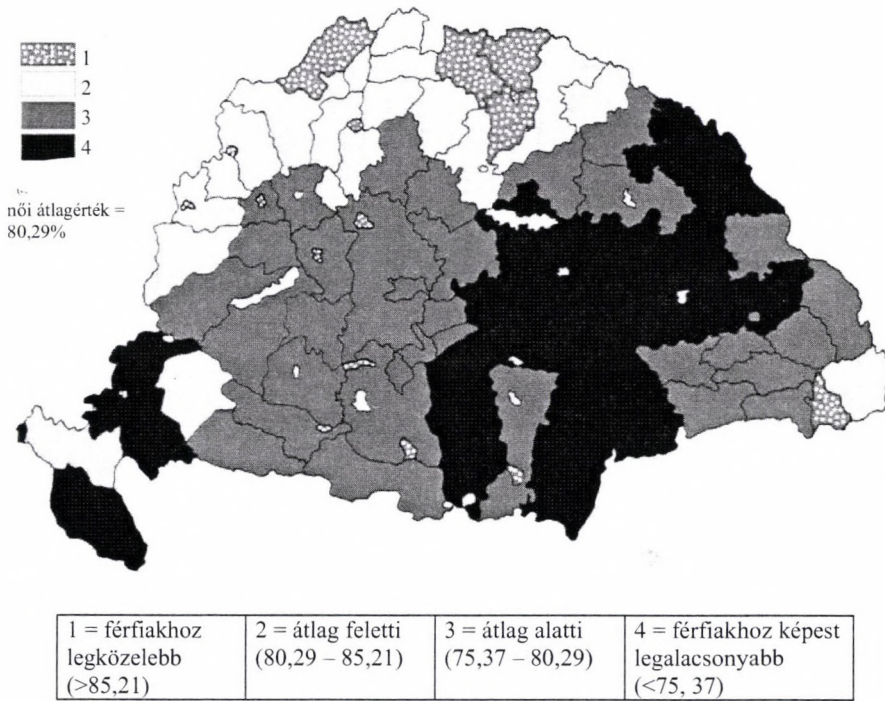 1
2
3
4
női átlagérték =
80,29%
1 = férfiakhoz
legközelebb
(>85,21)
2 = átlag feletti
(80,29 – 85,21)
3 = átlag alatti
(75,37 – 80,29)
4 = férfiakhoz képest
legalacsonyabb
(<75, 37)